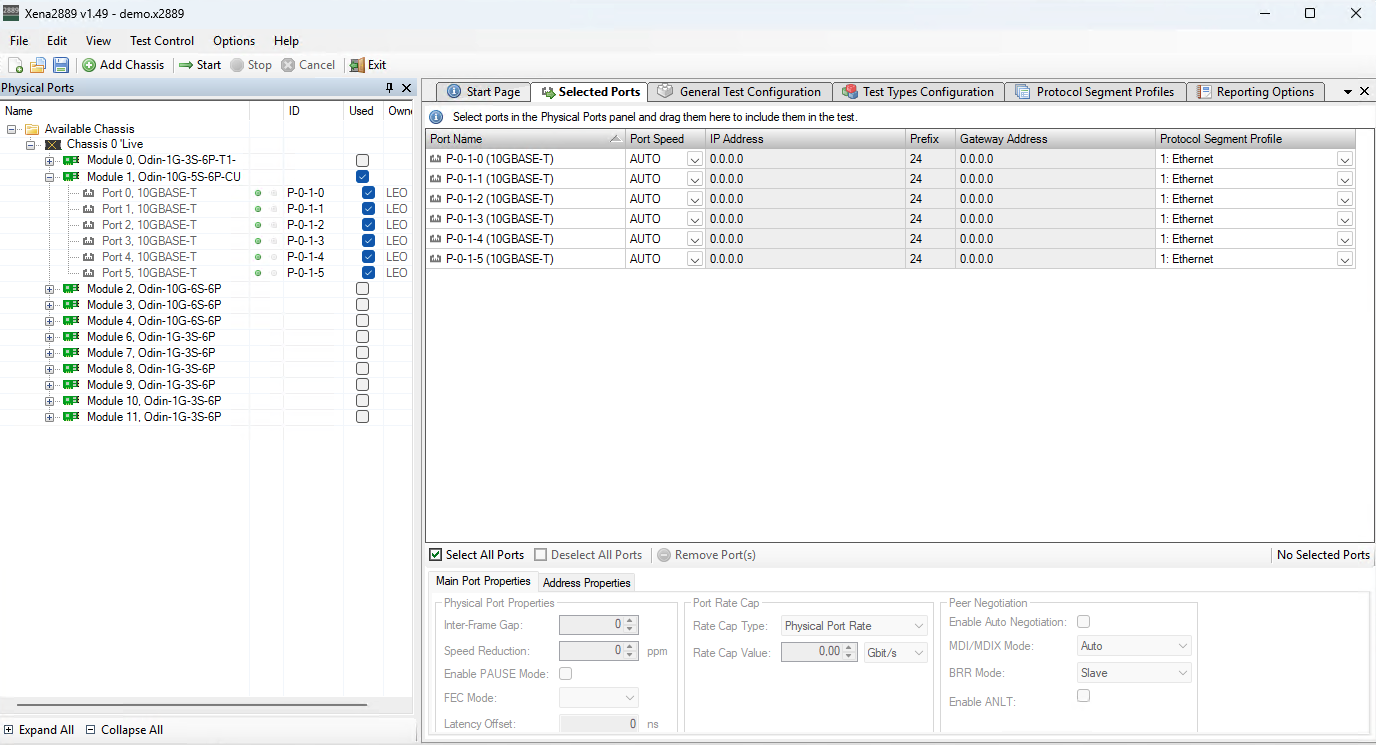 Xena2889 v1.49 - demo.x2889
File Edit View Test Control Options Help
Add Chassis Start Stop Cancel Exit
Physical Ports
Name ID Used Owne
Available Chassis
Chassis 0 'Live
Module 0, Odin-1G-3S-6P-T1-
Module 1, Odin-10G-5S-6P-CU
Port 0, 10GBASE-T P-0-1-0 LEO
Port 1, 10GBASE-T P-0-1-1 LEO
Port 2, 10GBASE-T P-0-1-2 LEO
Port 3, 10GBASE-T P-0-1-3 LEO
Port 4, 10GBASE-T P-0-1-4 LEO
Port 5, 10GBASE-T P-0-1-5 LEO
Module 2, Odin-10G-6S-6P
Module 3, Odin-10G-6S-6P
Module 4, Odin-10G-6S-6P
Module 6, Odin-1G-3S-6P
Module 7, Odin-1G-3S-6P
Module 8, Odin-1G-3S-6P
Module 9, Odin-1G-3S-6P
Module 10, Odin-1G-3S-6P
Module 11, Odin-1G-3S-6P
Expand All Collapse All
Start Page Selected Ports General Test Configuration Test Types Configuration Protocol Segment Profiles Reporting Options
Select ports in the Physical Ports panel and drag them here to include them in the test.
Port Name Port Speed IP Address Prefix Gateway Address Protocol Segment Profile
P-0-1-0 (10GBASE-T) AUTO 0.0.0.0 24 0.0.0.0 1: Ethernet
P-0-1-1 (10GBASE-T) AUTO 0.0.0.0 24 0.0.0.0 1: Ethernet
P-0-1-2 (10GBASE-T) AUTO 0.0.0.0 24 0.0.0.0 1: Ethernet
P-0-1-3 (10GBASE-T) AUTO 0.0.0.0 24 0.0.0.0 1: Ethernet
P-0-1-4 (10GBASE-T) AUTO 0.0.0.0 24 0.0.0.0 1: Ethernet
P-0-1-5 (10GBASE-T) AUTO 0.0.0.0 24 0.0.0.0 1: Ethernet
Select All Ports Deselect All Ports Remove Port(s) No Selected Ports
Main Port Properties Address Properties
Physical Port Properties
Inter-Frame Gap: 0
Speed Reduction: 0 ppm
Enable PAUSE Mode:
FEC Mode:
Latency Offset: 0 ns
Port Rate Cap
Rate Cap Type: Physical Port Rate
Rate Cap Value: 0,00 Gbit/s
Peer Negotiation
Enable Auto Negotiation:
MDI/MDIX Mode: Auto
BRR Mode: Slave
Enable ANLT: